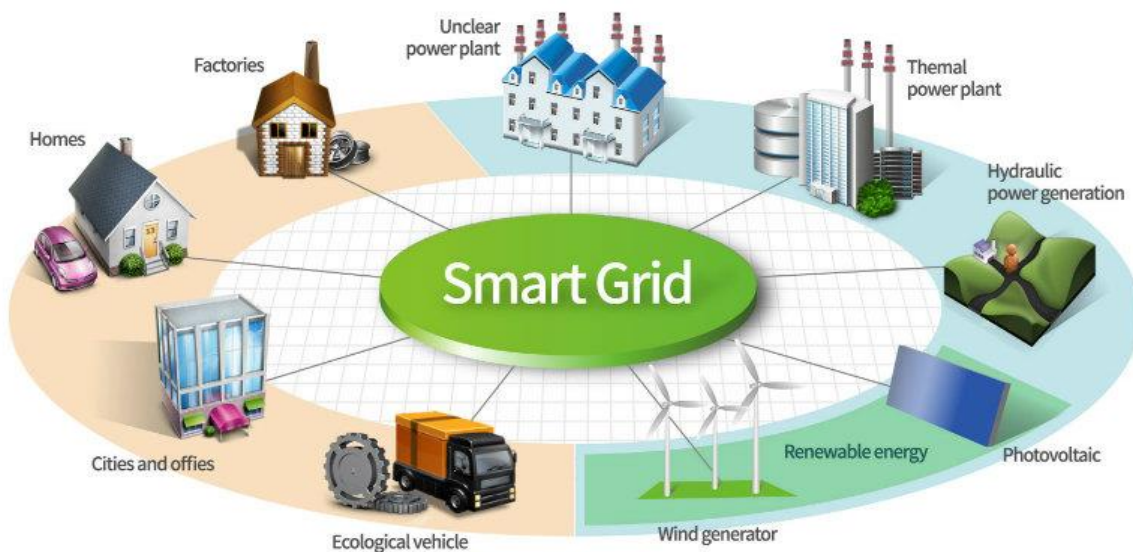 Unclear
power plant
Factories
Themal
power plant
Homes
Hydraulic
power generation
Smart Grid
Cities and offies
Renewable energy
Photovoltaic
Wind generator
Ecological vehicle